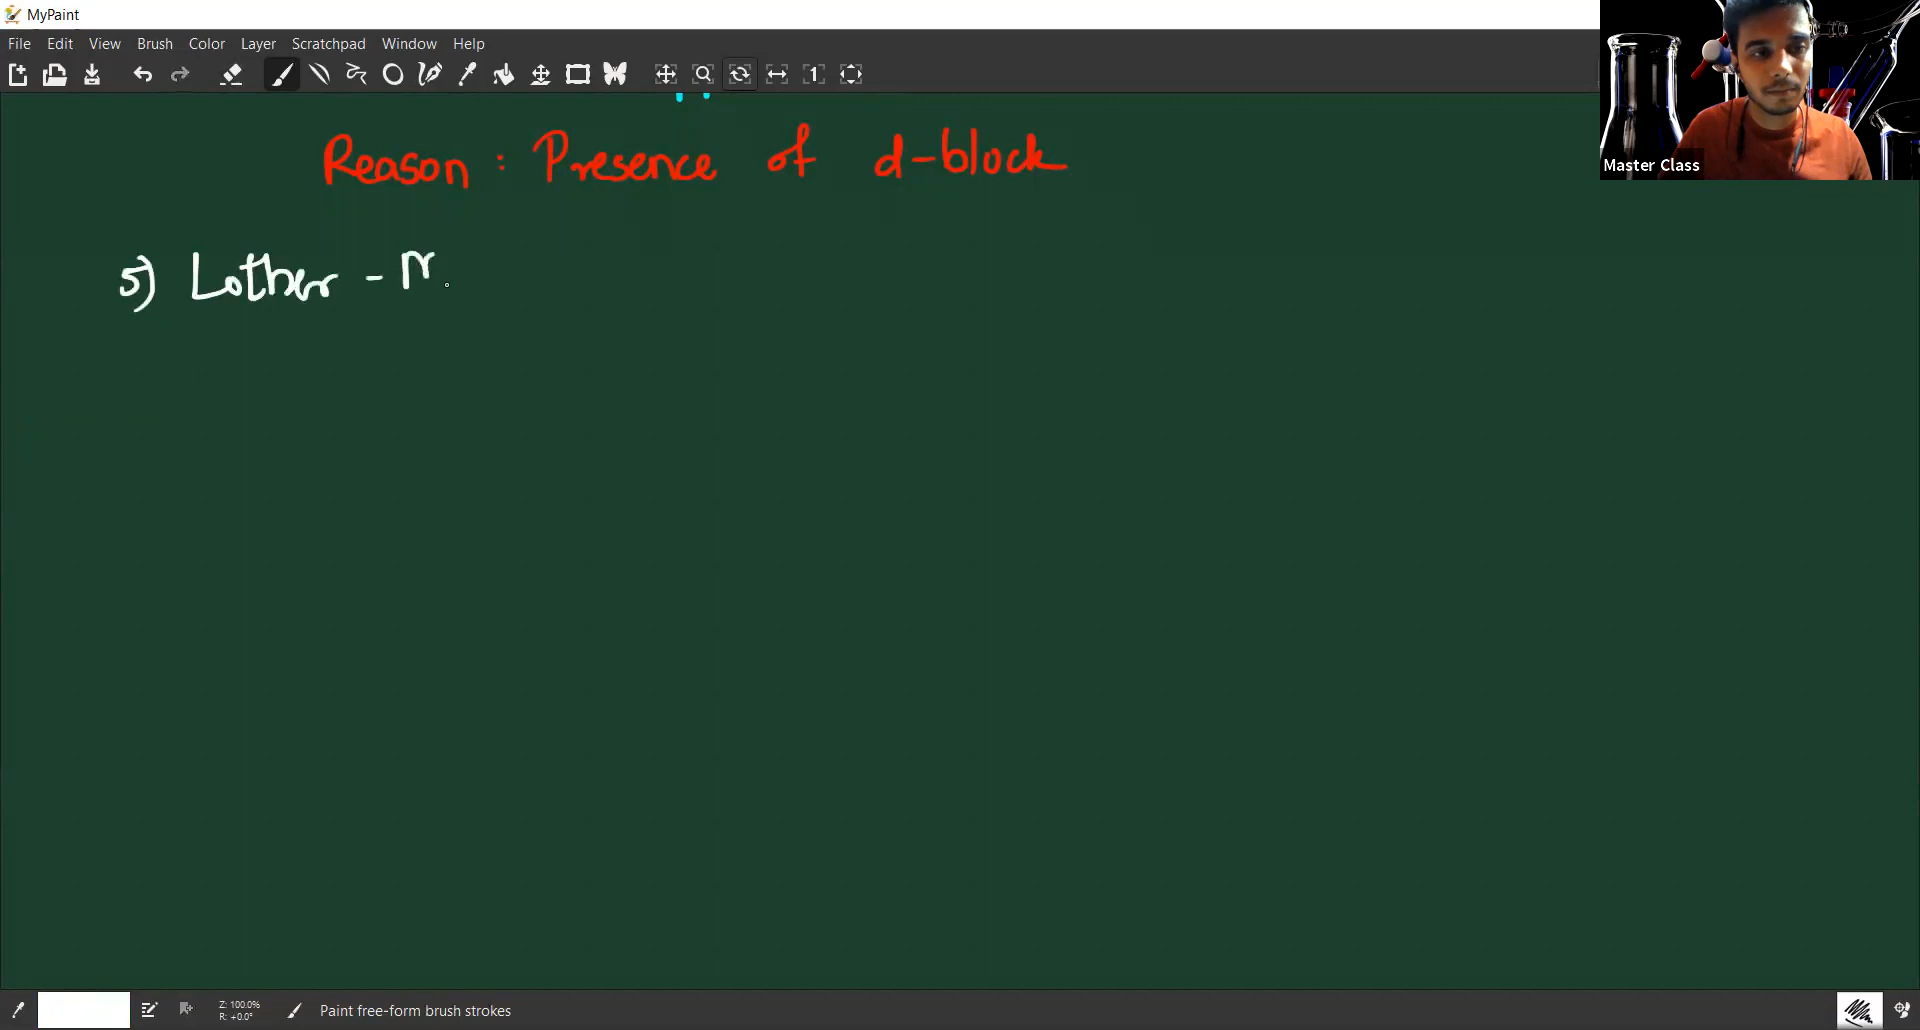 MyPaint
File Edit View Brush Color Layer Scratchpad Window Help
Master Class
Reason : Presence of d-block
5) Lother - M
Z: 100.0%
R: +0.0°
Paint free-form brush strokes